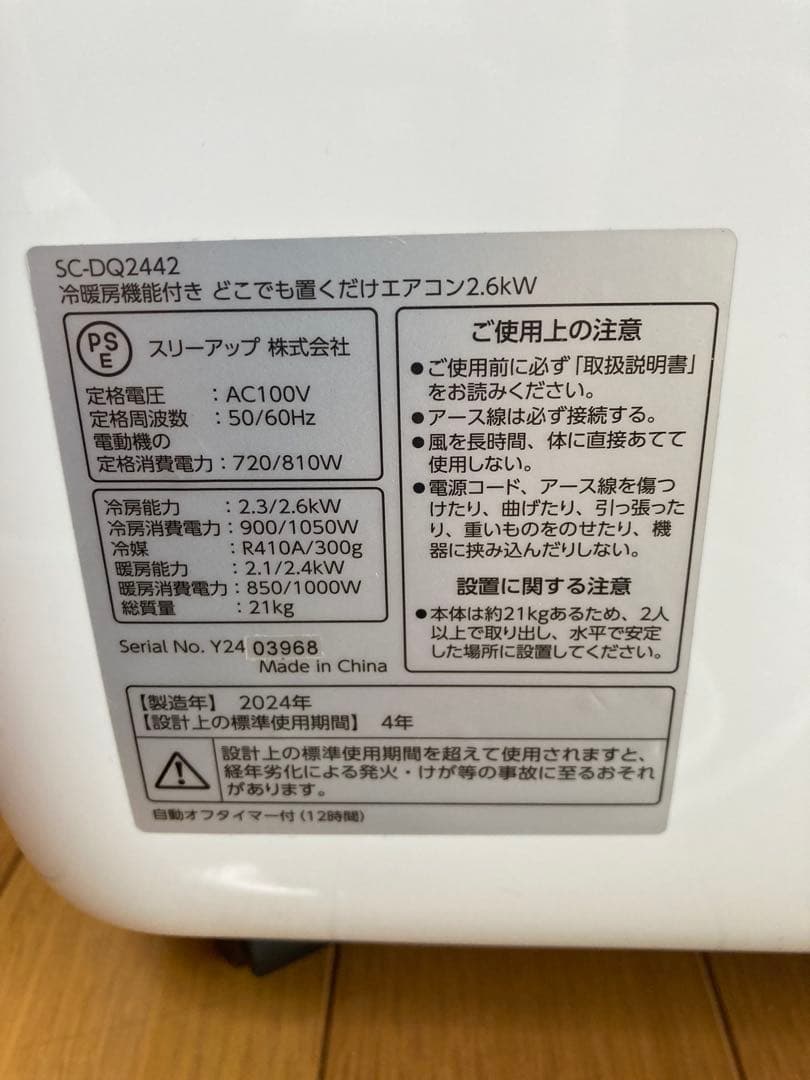 SC-DQ2442
冷暖房機能付き どこでも置くだけエアコン2.6kW
PS
E
スリーアップ 株式会社
定格電圧 : AC100V
定格周波数 : 50/60Hz
電動機の
定格消費電力 : 720/810W
冷房能力 : 2.3/2.6kW
冷房消費電力 : 900/1050W
冷媒 : R410A/300g
暖房能力 : 2.1/2.4kW
暖房消費電力 : 850/1000W
総質量 : 21kg
Serial No. Y24 03968
Made in China
ご使用上の注意
●ご使用前に必ず「取扱説明書」
をお読みください。
●アース線は必ず接続する。
●風を長時間、体に直接あてて
使用しない。
●電源コード、アース線を傷つ
けたり、曲げたり、引っ張った
り、重いものをのせたり、機
器に挟み込んだりしない。
設置に関する注意
●本体は約21kgあるため、2人
以上で取り出し、水平で安定
した場所に設置してください。
【製造年】 2024年
【設計上の標準使用期間】 4年
設計上の標準使用期間を超えて使用されますと、
経年劣化による発火・けが等の事故に至るおそれ
があります。
自動オフタイマー付(12時間)